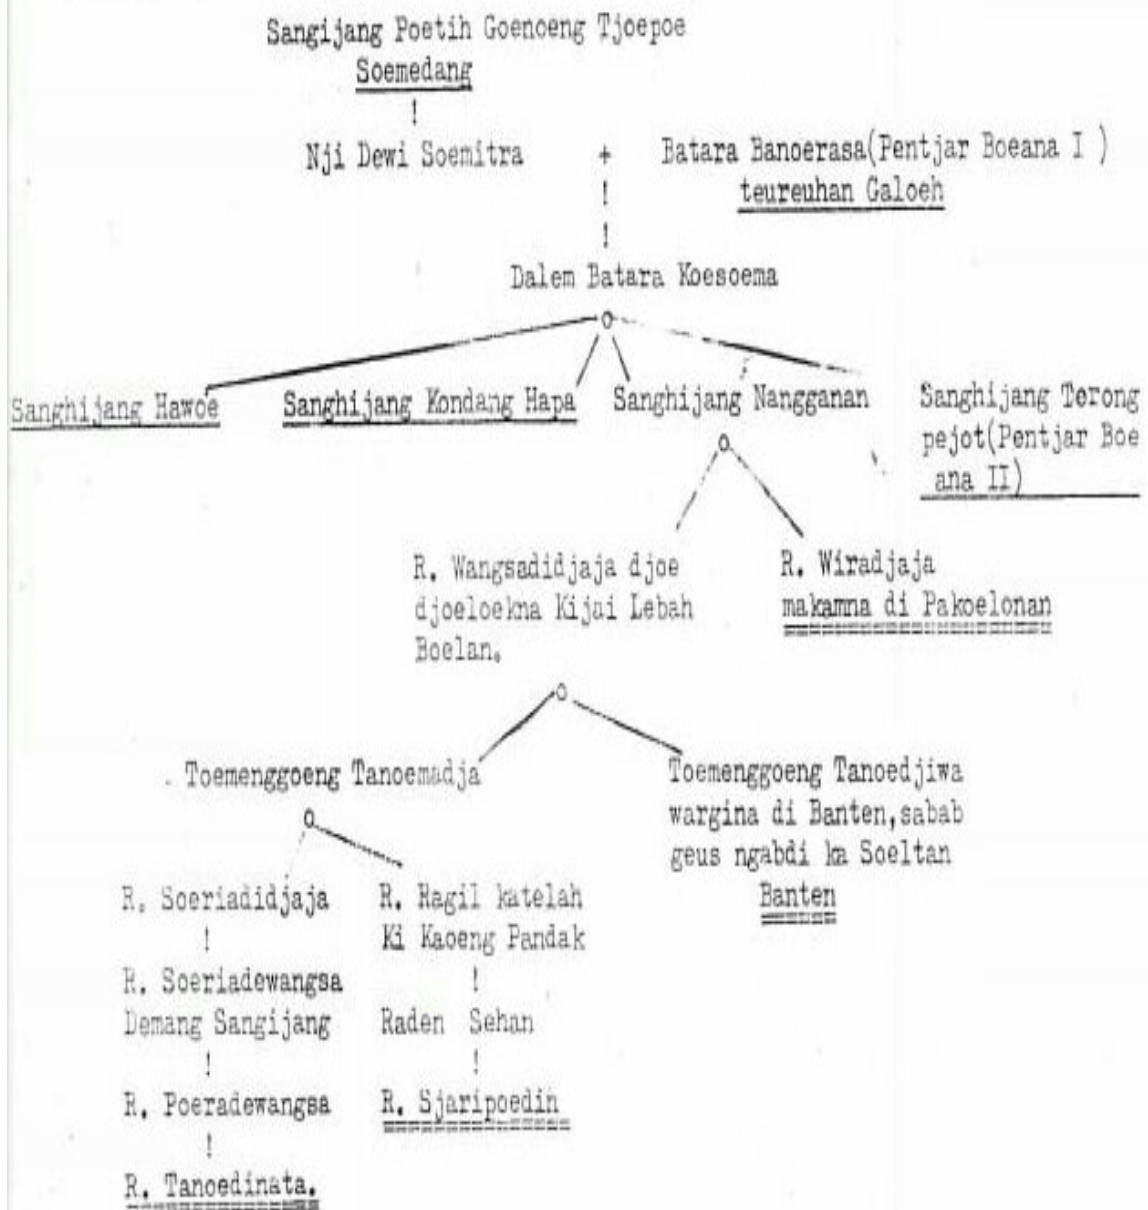 Sangijang Poetih Goenoeng Tjoepoe
Soemedang
!
Nji Dewi Soemitra + Batara Banoerasa(Pentjar Boeana I )
! teureuhan Galoeh
!
Dalem Batara Koesoema
o
Sanghijang Hawoe
Sanghijang Kondang Hapa
Sanghijang Nangganan
Sanghijang Terong
pejot(Pentjar Boe
ana II)
o
R. Wangsadidjaja djoe
djoeloekna Kijai Lebah
Boelan.
R. Wiradjaja
makamna di Pakoelonan
o
Toemenggoeng Tanoemadja
Toemenggoeng Tanoedjiwa
wargina di Banten,sabab
geus ngabdi ka Soeltan
Banten
o
R. Soeriadidjaja
!
R. Soeriadewangsa
Demang Sangijang
!
R. Poeradewangsa
!
R. Tanoedinata.
R. Ragil katelah
Ki Kaoeng Pandak
!
Raden Sehan
!
R. Sjaripoedin